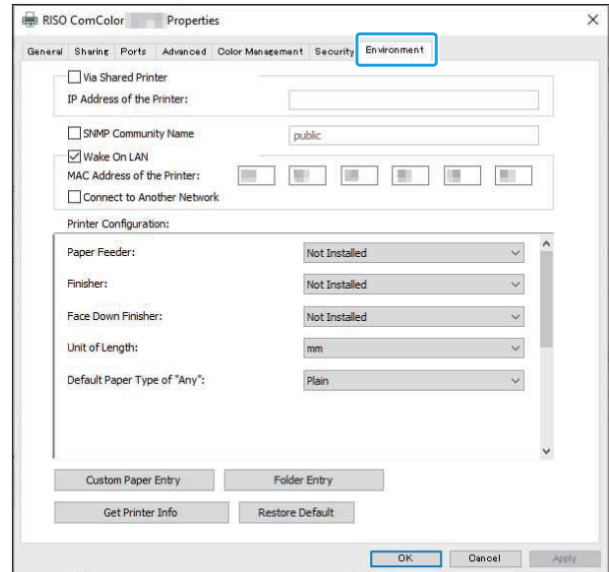 RISO ComColor Properties
General Sharing Ports Advanced Color Management Security Environment
Via Shared Printer
IP Address of the Printer:
SNMP Community Name public
Wake On LAN
MAC Address of the Printer:
Connect to Another Network
Printer Configuration:
Paper Feeder: Not Installed
Finisher: Not Installed
Face Down Finisher: Not Installed
Unit of Length: mm
Default Paper Type of "Any": Plain
Custom Paper Entry Folder Entry
Get Printer Info Restore Default
OK Cancel Apply